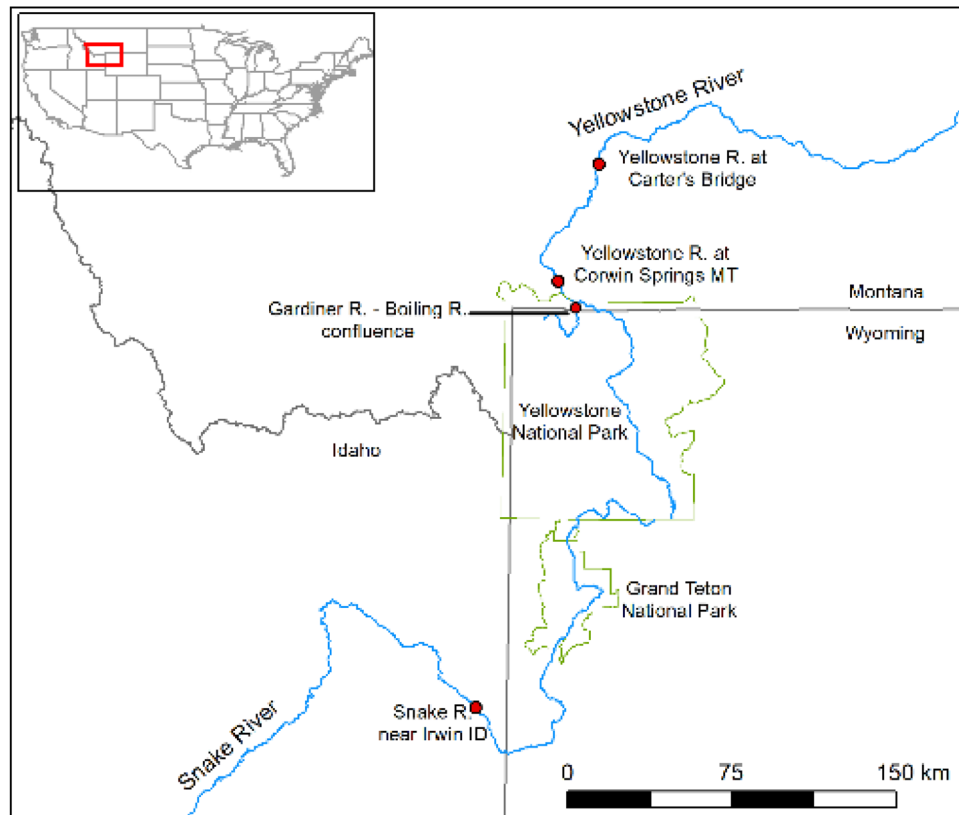 Yellowstone River
Yellowstone R. at
Carter's Bridge
Yellowstone R. at
Corwin Springs MT
Gardiner R. - Boiling R.
confluence
Montana
Wyoming
Yellowstone
National Park
Idaho
Grand Teton
National Park
Snake River
Snake R.
near Irwin ID
0 75 150 km